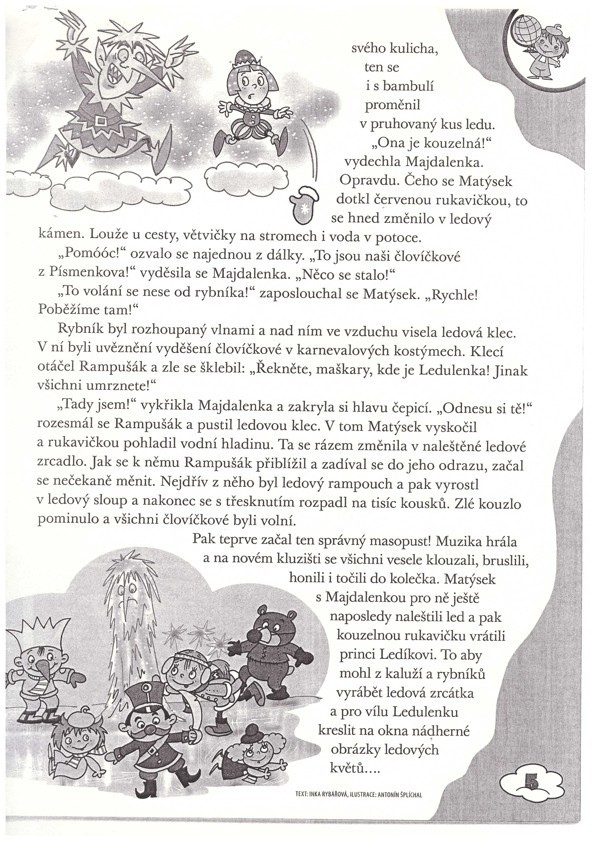 svého kulicha,
ten se
i s bambulí
proměnil
v pruhovaný kus ledu.
„Ona je kouzelná!“
vydechla Majdalenka.
Opravdu. Čeho se Matýsek
dotkl červenou rukavičkou, to
se hned změnilo v ledový
kámen. Louže u cesty, větvičky na stromech i voda v potoce.
„Pomóóc!“ ozvalo se najednou z dálky. „To jsou naši človíčkové
z Písmenkova!“ vyděsila se Majdalenka. „Něco se stalo!“
„To volání se nese od rybníka!“ zaposlouchal se Matýsek. „Rychle!
Poběžíme tam!“
Rybník byl rozhoupaný vlnami a nad ním ve vzduchu visela ledová klec.
V ní byli uvěznění vyděšení človíčkové v karnevalových kostýmech. Klecí
otáčel Rampušák a zle se šklebil: „Řekněte, maškary, kde je Ledulenka! Jinak
všichni umrznete!“
„Tady jsem!“ vykřikla Majdalenka a zakryla si hlavu čepicí. „Odnesu si tě!“
rozesmál se Rampušák a pustil ledovou klec. V tom Matýsek vyskočil
a rukavičkou pohladil vodní hladinu. Ta se rázem změnila v naleštěné ledové
zrcadlo. Jak se k němu Rampušák přiblížil a zadíval se do jeho odrazu, začal
se nečekaně měnit. Nejdřív z něho byl ledový rampouch a pak vyrostl
v ledový sloup a nakonec se s třesknutím rozpadl na tisíc kousků. Zlé kouzlo
pominulo a všichni človíčkové byli volní.
Pak teprve začal ten správný masopust! Muzika hrála
a na novém kluzišti se všichni vesele klouzali, bruslili,
honili i točili do kolečka. Matýsek
s Majdalenkou pro ně ještě
naposledy naleštili led a pak
kouzelnou rukavičku vrátili
princi Ledíkovi. To aby
mohl z kaluží a rybníků
vyrábět ledová zrcátka
a pro vílu Ledulenku
kreslit na okna nádherné
obrázky ledových
květů....
TEXT: INKA RYBÁŘOVÁ, ILUSTRACE: ANTONÍN ŠPLÍCHAL
5